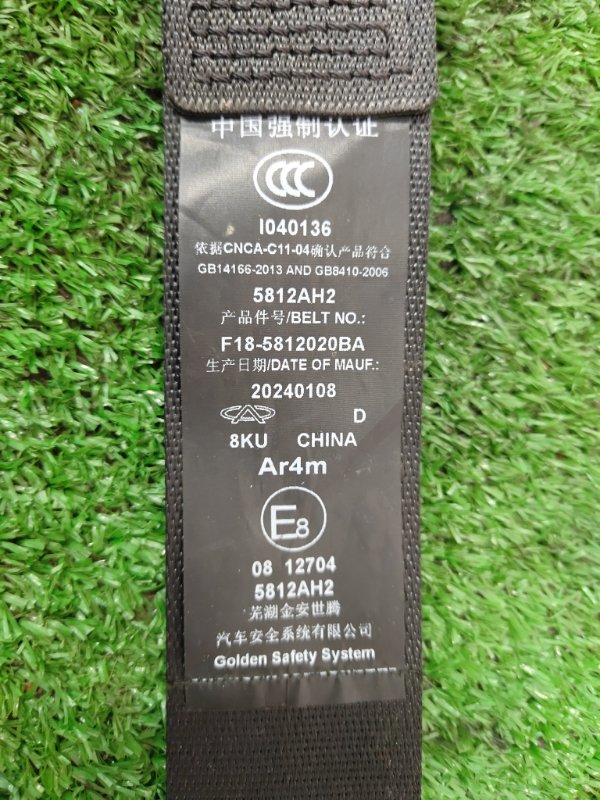 中国强制认证
CCC
I040136
依据CNCA-C11-04确认产品符合
GB14166-2013 AND GB8410-2006
5812AH2
产品件号/BELT NO.:
F18-5812020BA
生产日期/DATE OF MAUF.:
20240108
D
8KU CHINA
Ar4m
E8
08 12704
5812AH2
芜湖金安世腾
汽车安全系统有限公司
Golden Safety System